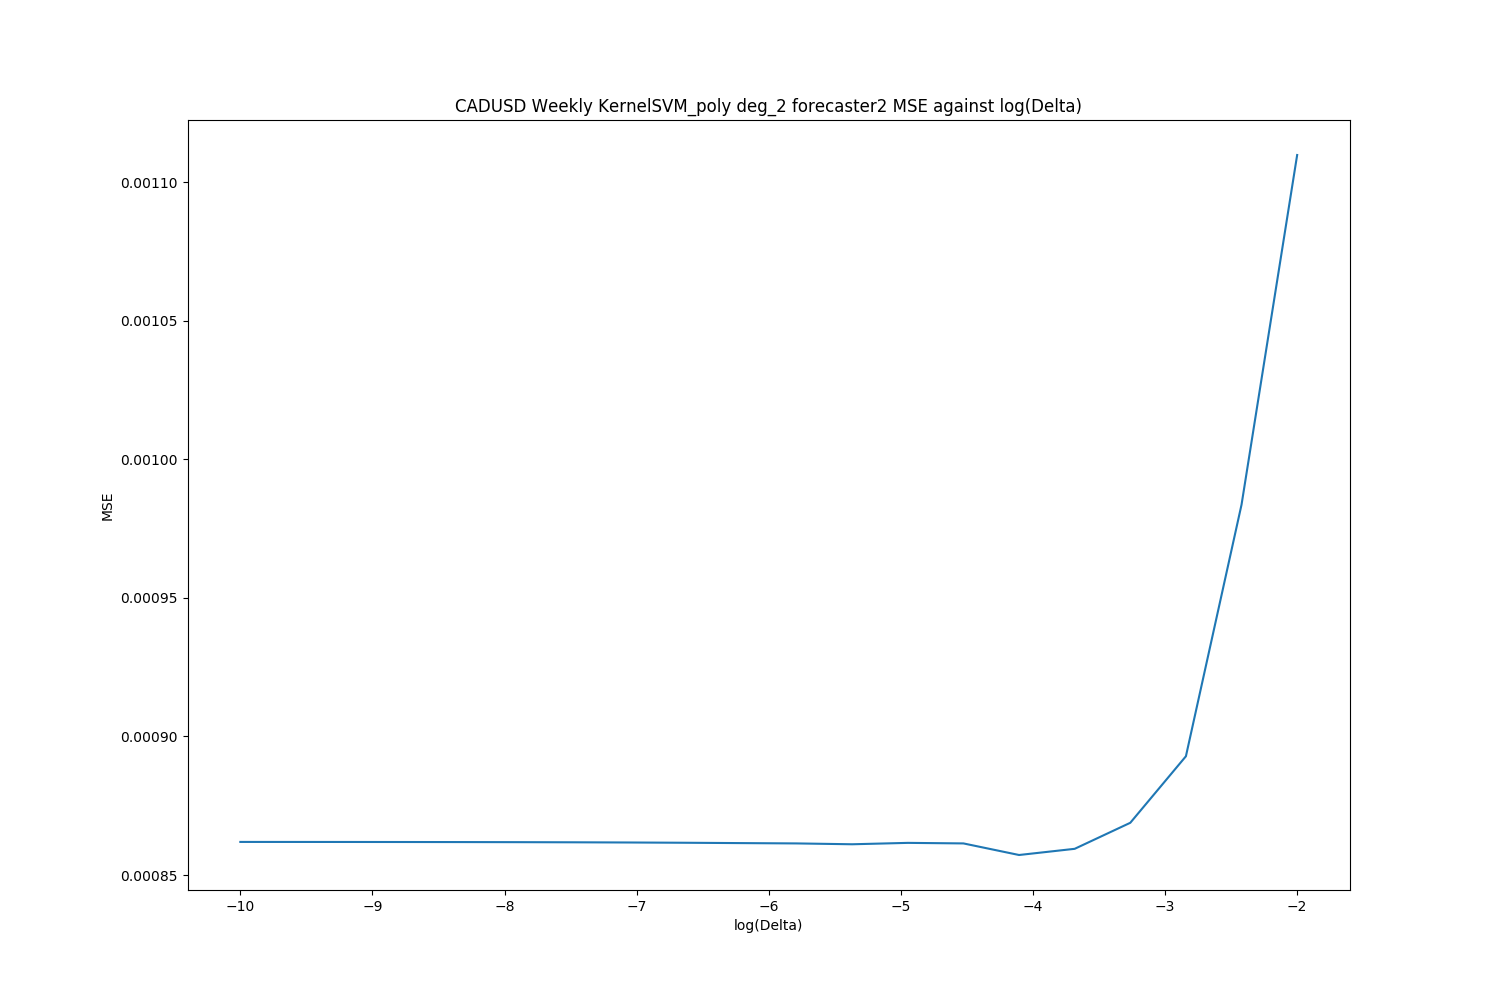 CADUSD Weekly KernelSVM_poly deg_2 forecaster2 MSE against log(Delta)
0.00110
0.00105
0.00100
0.00095
0.00090
0.00085
MSE
−10 −9 −8 −7 −6 −5 −4 −3 −2
log(Delta)